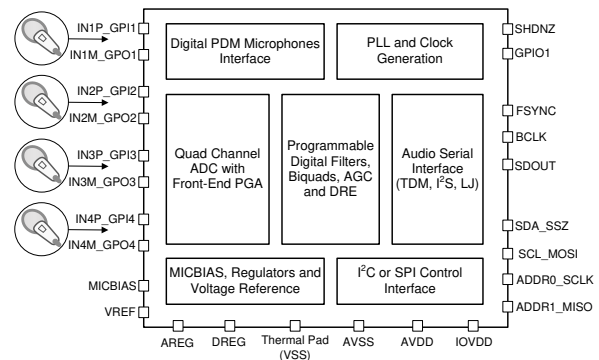 IN1P_GPI1
IN1M_GPO1
IN2P_GPI2
IN2M_GPO2
IN3P_GPI3
IN3M_GPO3
IN4P_GPI4
IN4M_GPO4
MICBIAS
VREF
Digital PDM Microphones
Interface
PLL and Clock
Generation
Quad Channel
ADC with
Front-End PGA
Programmable
Digital Filters,
Biquads, AGC
and DRE
Audio Serial
Interface
(TDM, I²S, LJ)
MICBIAS, Regulators and
Voltage Reference
I²C or SPI Control
Interface
SHDNZ
GPIO1
FSYNC
BCLK
SDOUT
SDA_SSZ
SCL_MOSI
ADDR0_SCLK
ADDR1_MISO
AREG
DREG
Thermal Pad
(VSS)
AVSS
AVDD
IOVDD